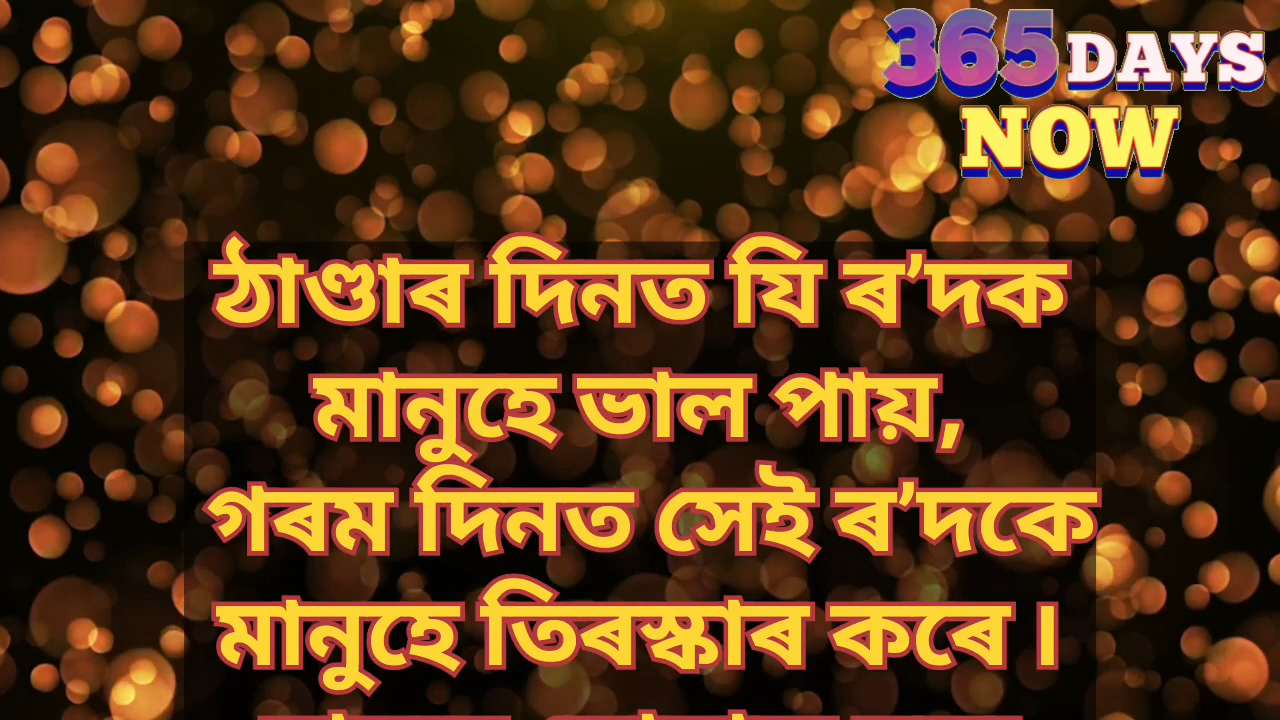 365 DAYS
NOW
ঠাণ্ডাৰ দিনত যি ৰ’দক
মানুহে ভাল পায়,
গৰম দিনত সেই ৰ’দকে
মানুহে তিৰস্কাৰ কৰে ।